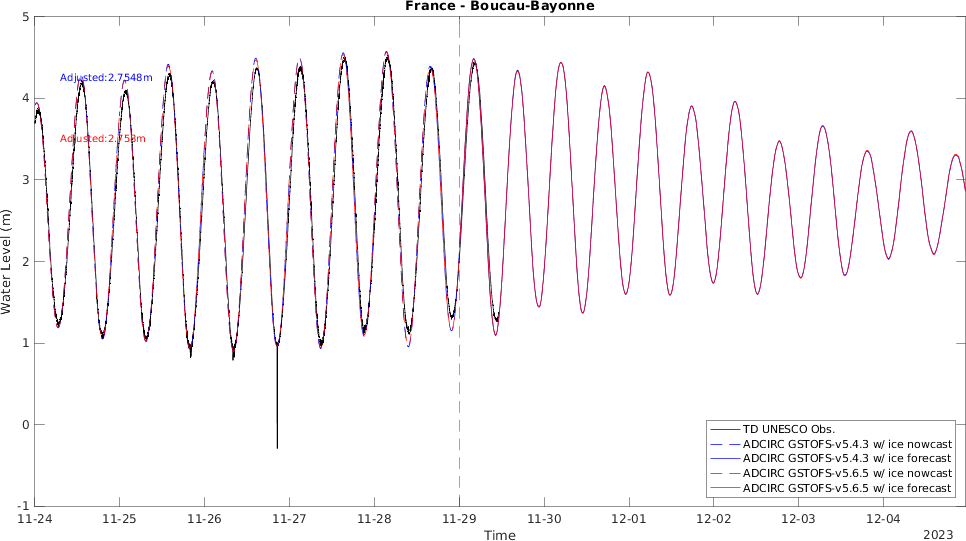 France - Boucau-Bayonne
5
4
3
2
1
0
-1
Water Level (m)
Adjusted:2.7548m
Adjusted:2.753m
TD UNESCO Obs.
ADCIRC GSTOFS-v5.4.3 w/ ice nowcast
ADCIRC GSTOFS-v5.4.3 w/ ice forecast
ADCIRC GSTOFS-v5.6.5 w/ ice nowcast
ADCIRC GSTOFS-v5.6.5 w/ ice forecast
11-24 11-25 11-26 11-27 11-28 11-29 11-30 12-01 12-02 12-03 12-04
Time
2023